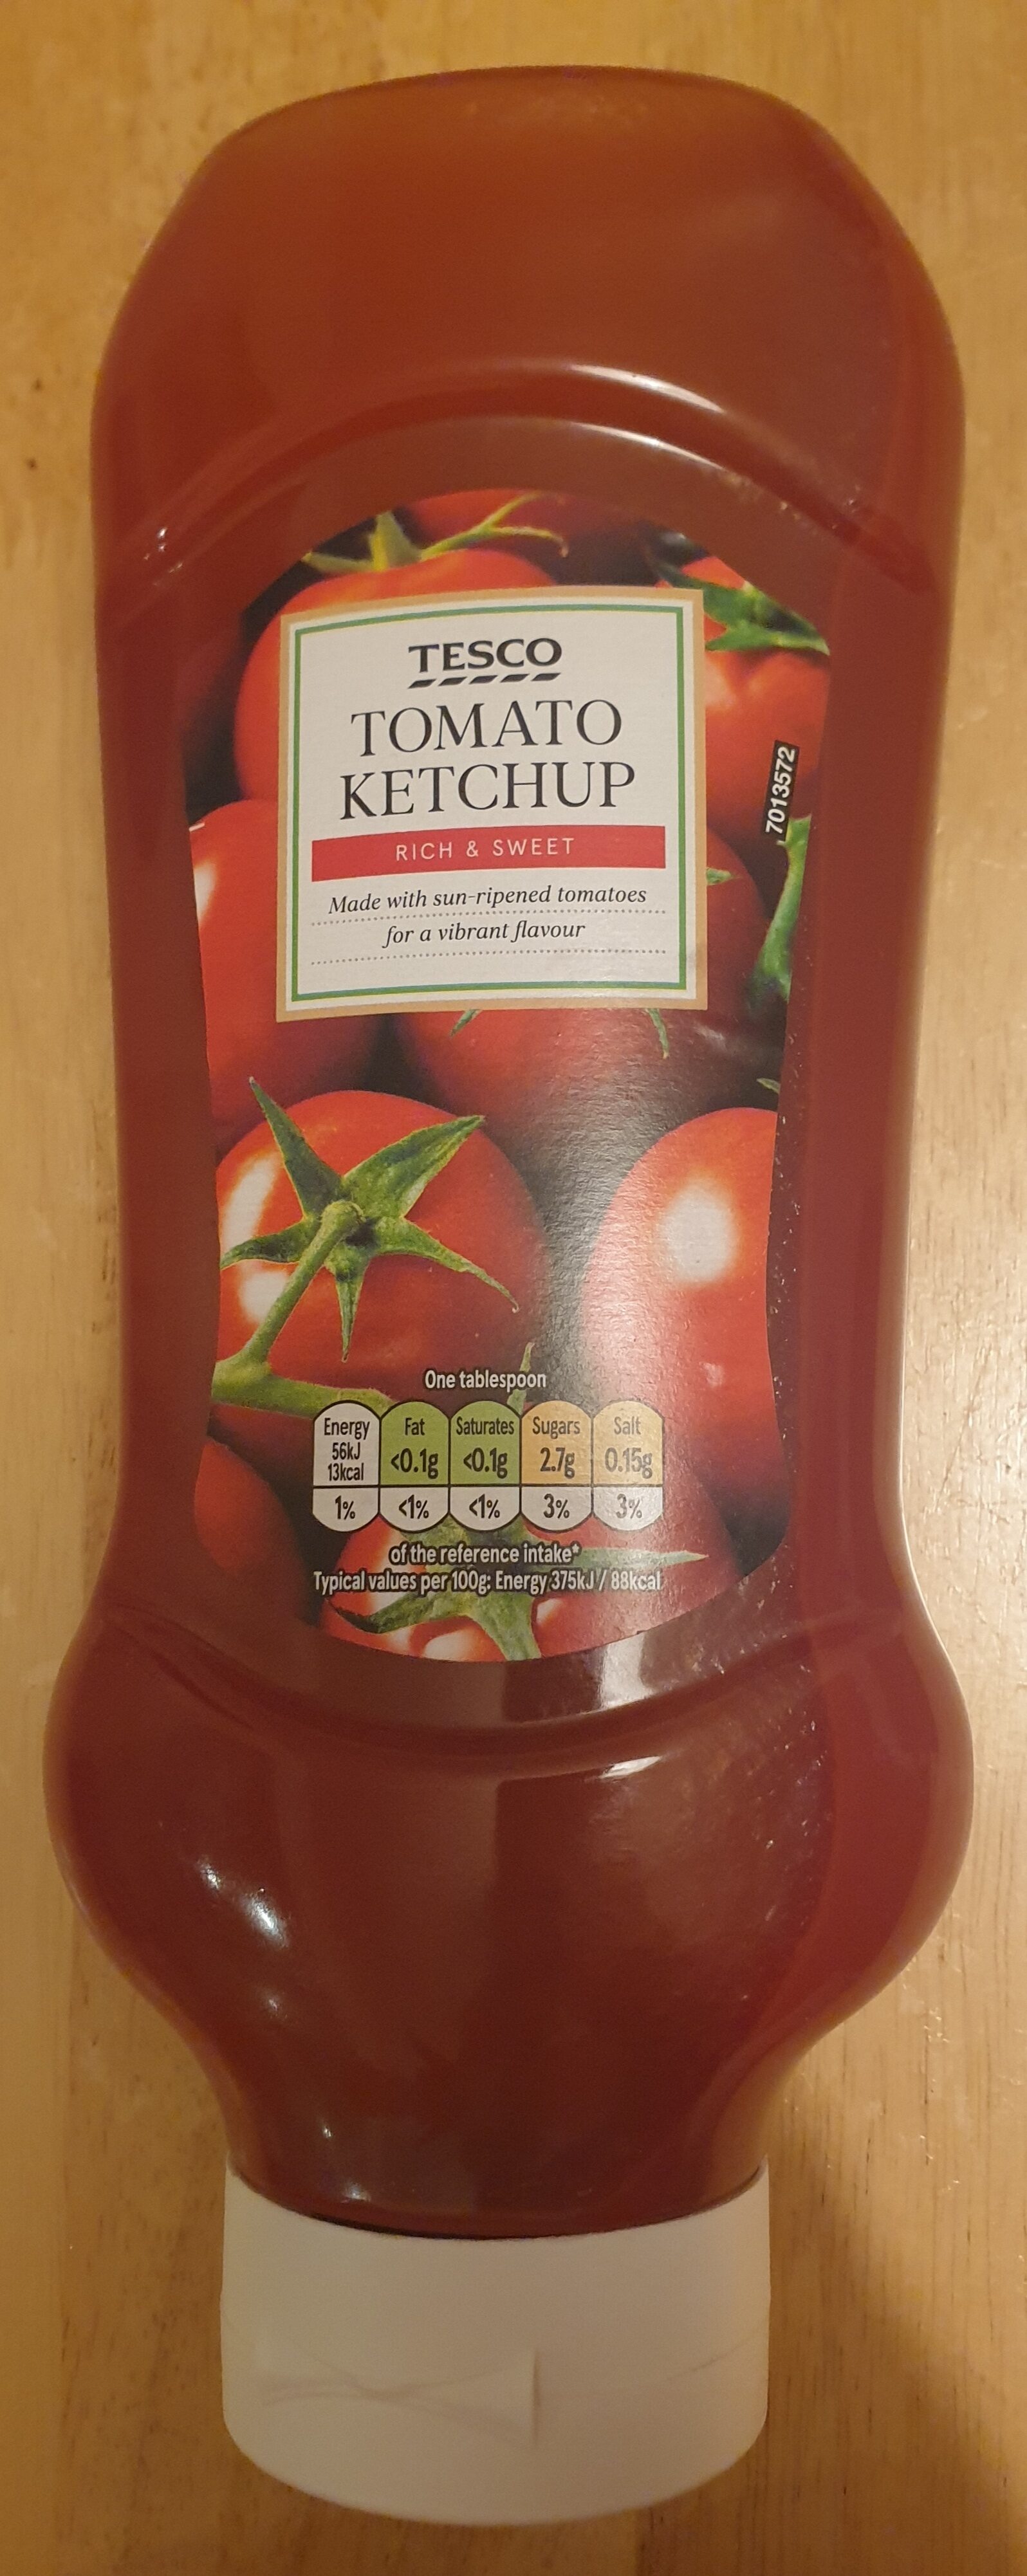 TESCO
TOMATO
KETCHUP
RICH & SWEET
Made with sun-ripened tomatoes
for a vibrant flavour
7013572
One tablespoon
Energy Fat Saturates Sugars Salt
56kJ
13kcal <0.1g <0.1g 2.7g 0.15g
1% <1% <1% 3% 3%
of the reference intake*
Typical values per 100g: Energy 375kJ / 88kcal